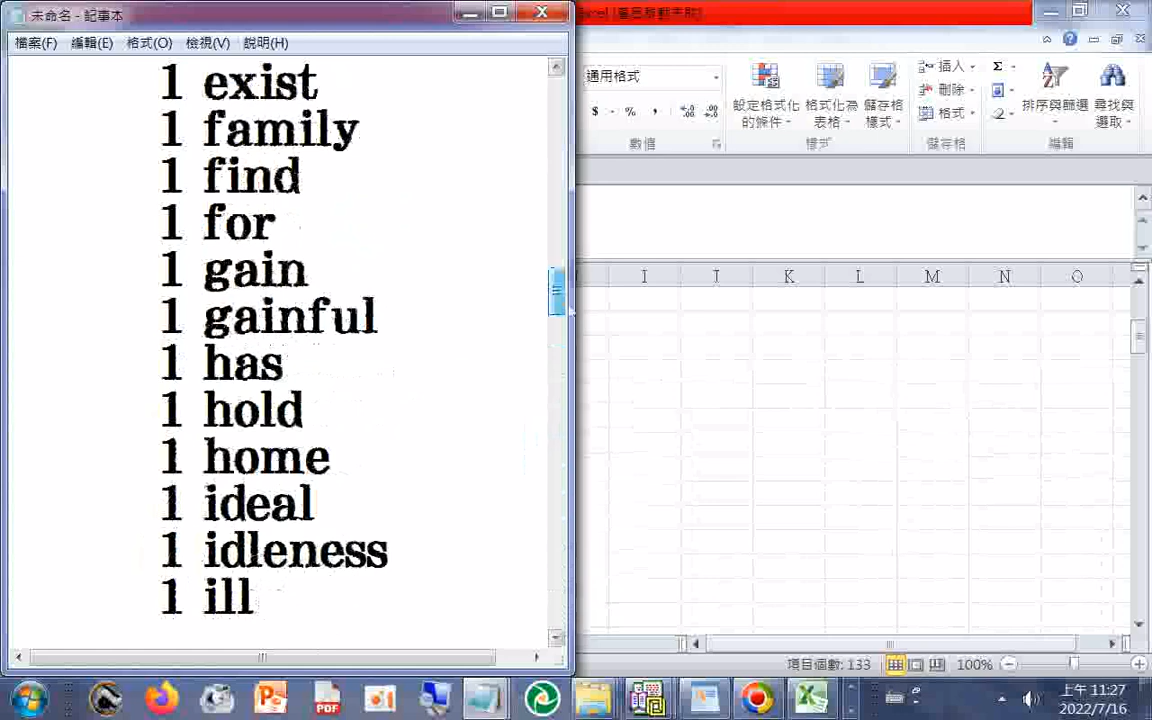 未命名 - 記事本
檔案(F) 編輯(E) 格式(O) 檢視(V) 說明(H)
1 exist
1 family
1 find
1 for
1 gain
1 gainful
1 has
1 hold
1 home
1 ideal
1 idleness
1 ill
通用格式
$ % ,
設定格式化的條件
格式化為表格
儲存格樣式
插入
刪除
格式
Σ
排序與篩選
尋找與選取
數值 樣式 儲存格 編輯
I J K L M N O
項目個數: 133 100%
上午 11:27
2022/7/16